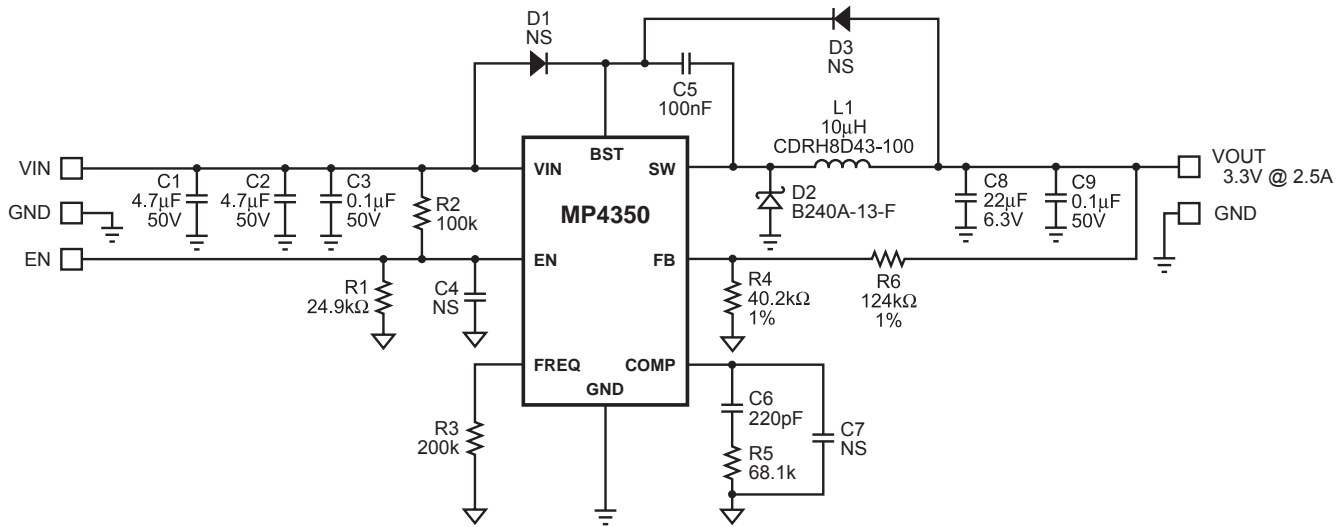 D1
NS
D3
NS
C5
100nF
L1
10µH
CDRH8D43-100
VIN
GND
EN
C1
4.7µF
50V
C2
4.7µF
50V
C3
0.1µF
50V
R2
100k
R1
24.9kΩ
C4
NS
R3
200k
BST
VIN
SW
MP4350
EN
FB
FREQ
COMP
GND
D2
B240A-13-F
C8
22µF
6.3V
C9
0.1µF
50V
VOUT
3.3V @ 2.5A
GND
R4
40.2kΩ
1%
R6
124kΩ
1%
C6
220pF
R5
68.1k
C7
NS